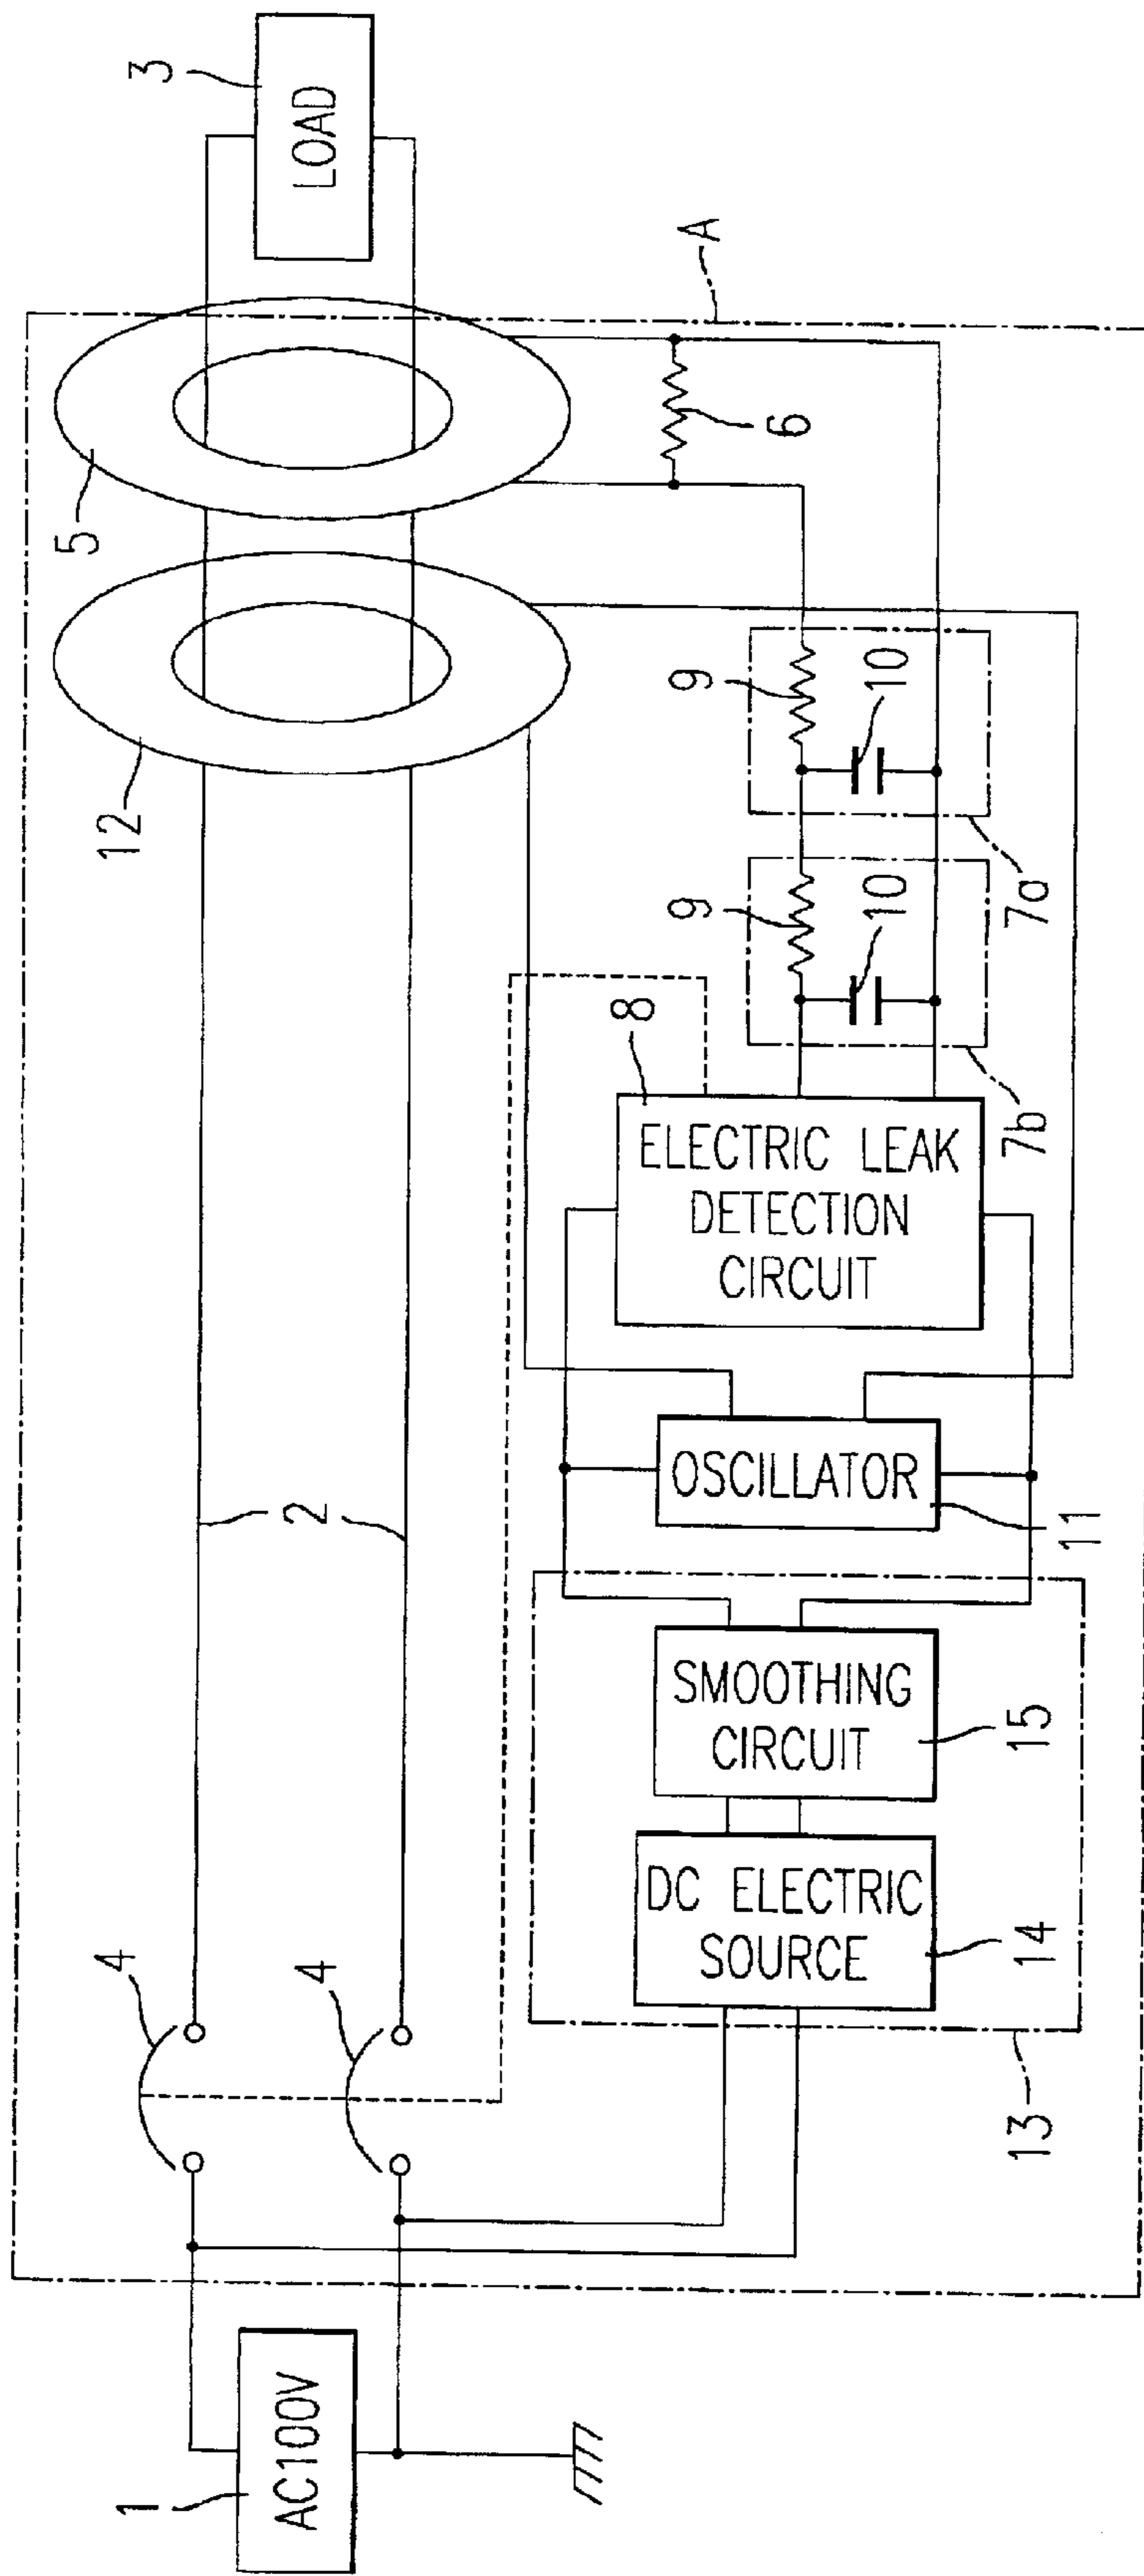 1
AC100V
4
4
2
12
5
3
LOAD
A
6
9
10
7a
9
10
7b
8
ELECTRIC LEAK
DETECTION
CIRCUIT
OSCILLATOR
11
SMOOTHING
CIRCUIT
15
DC ELECTRIC
SOURCE
14
13